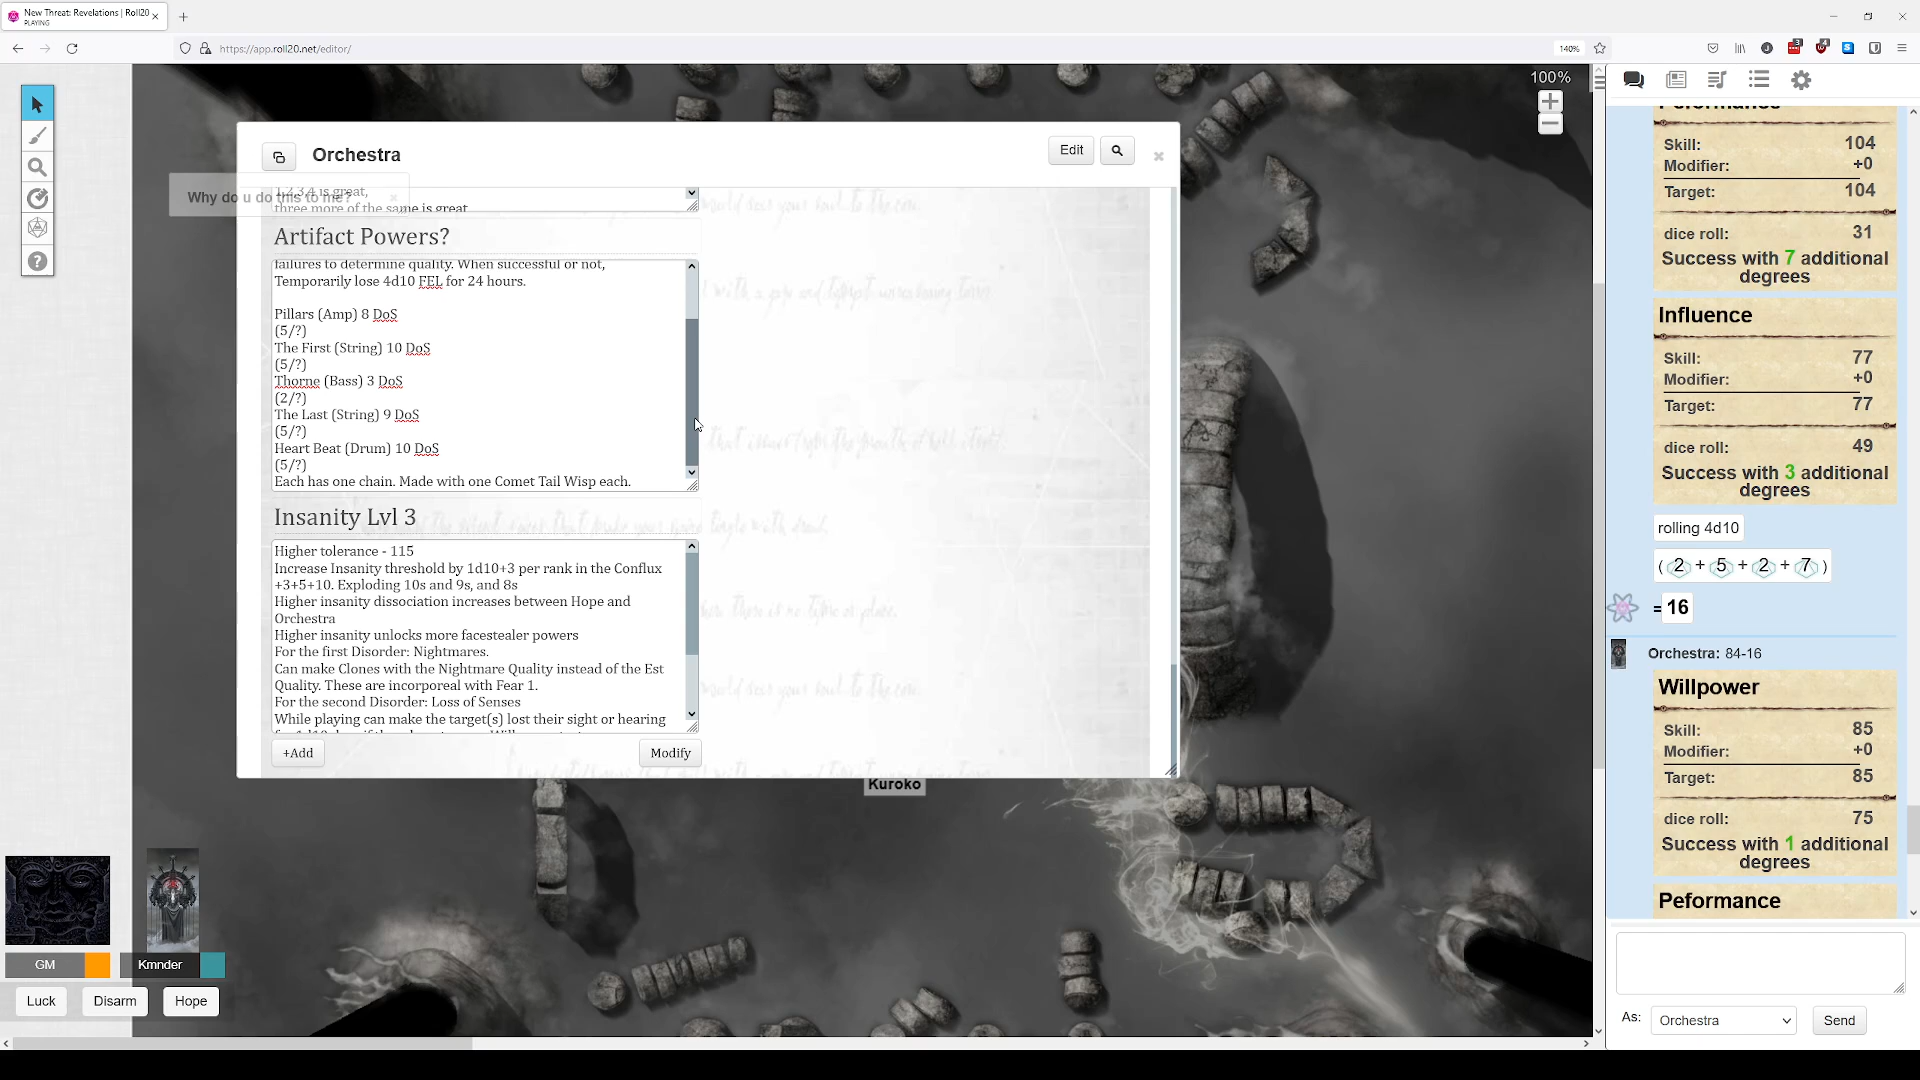 New Threat: Revelations | Roll20
PLAYING
https://app.roll20.net/editor/
140%
100%
Orchestra
Edit
Why do u do this to me?
1,2,3,4 is great,
three more of the same is great
Artifact Powers?
failures to determine quality. When successful or not,
Temporarily lose 4d10 FEL for 24 hours.
Pillars (Amp) 8 DoS
(5/?)
The First (String) 10 DoS
(5/?)
Thorne (Bass) 3 DoS
(2/?)
The Last (String) 9 DoS
(5/?)
Heart Beat (Drum) 10 DoS
(5/?)
Each has one chain. Made with one Comet Tail Wisp each.
Insanity Lvl 3
Higher tolerance - 115
Increase Insanity threshold by 1d10+3 per rank in the Conflux
+3+5+10. Exploding 10s and 9s, and 8s
Higher insanity dissociation increases between Hope and
Orchestra
Higher insanity unlocks more facestealer powers
For the first Disorder: Nightmares.
Can make Clones with the Nightmare Quality instead of the Est
Quality. These are incorporeal with Fear 1.
For the second Disorder: Loss of Senses
While playing can make the target(s) lost their sight or hearing
+Add
Modify
Kuroko
GM
Kmnder
Luck
Disarm
Hope
Peformance
Skill: 104
Modifier: +0
Target: 104
dice roll: 31
Success with 7 additional
degrees
Influence
Skill: 77
Modifier: +0
Target: 77
dice roll: 49
Success with 3 additional
degrees
rolling 4d10
(2+5+2+7)
=16
Orchestra: 84-16
Willpower
Skill: 85
Modifier: +0
Target: 85
dice roll: 75
Success with 1 additional
degrees
Peformance
As: Orchestra
Send